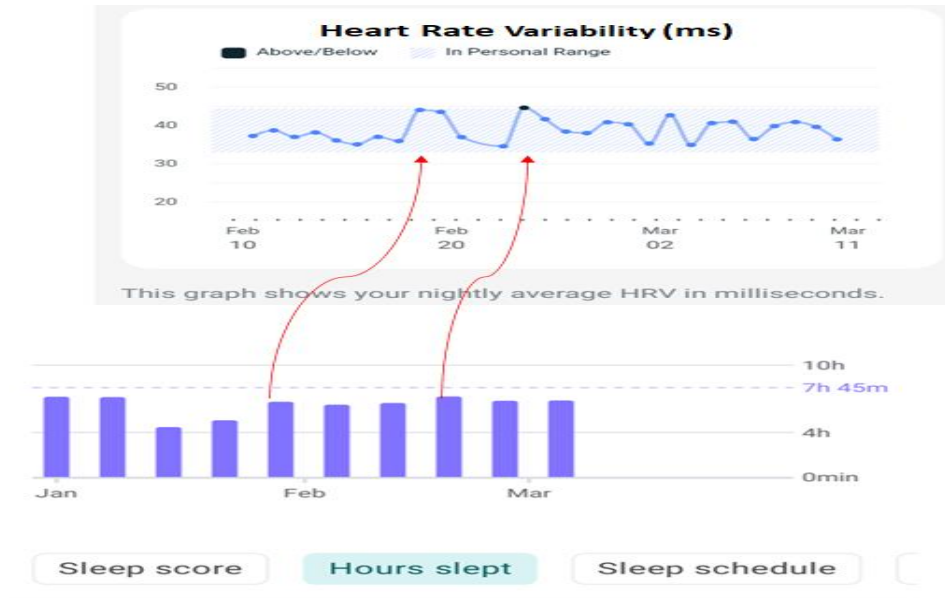 Heart Rate Variability (ms)
Above/Below In Personal Range
50
40
30
20
Feb Feb Mar Mar
10 20 02 11
This graph shows your nightly average HRV in milliseconds.
10h
7h 45m
4h
0min
Jan Feb Mar
Sleep score Hours slept Sleep schedule